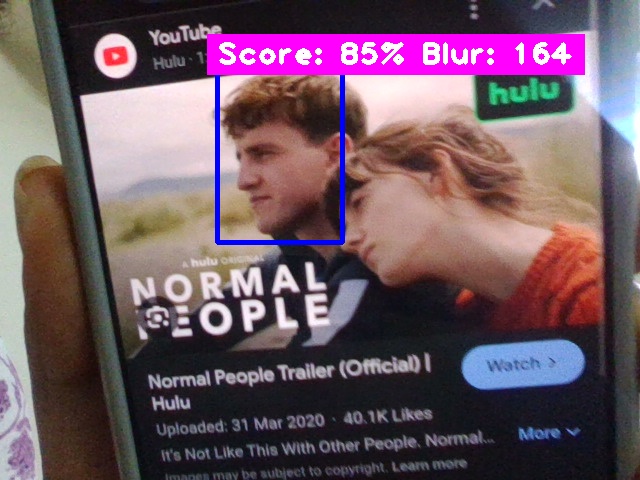 YouTube
Hulu · 1
Score: 85% Blur: 164
hulu
A hulu ORIGINAL
NORMAL
PEOPLE
Normal People Trailer (Official) |
Hulu
Watch >
Uploaded: 31 Mar 2020 · 40.1K Likes
It's Not Like This With Other People. Normal...
More
Images may be subject to copyright. Learn more